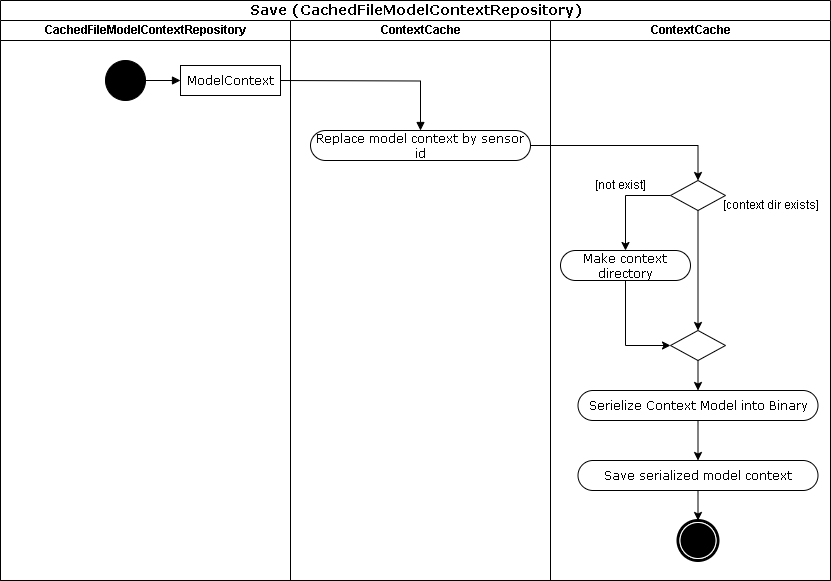 Save (CachedFileModelContextRepository)
CachedFileModelContextRepository
ContextCache
ContextCache
ModelContext
Replace model context by sensor
id
[not exist]
[context dir exists]
Make context
directory
Serielize Context Model into Binary
Save serialized model context